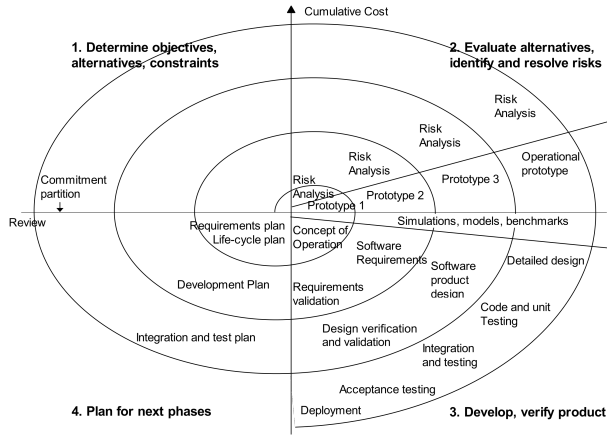 Cumulative Cost
1. Determine objectives,
alternatives, constraints
2. Evaluate alternatives,
identify and resolve risks
Risk
Analysis
Risk
Analysis
Risk
Analysis
Risk
Analysis
Operational
prototype
Prototype 3
Prototype 2
Prototype 1
Commitment
partition
Review
Simulations, models, benchmarks
Requirements plan
Life-cycle plan
Concept of
Operation
Software
Requirements
Software
product
design
Detailed design
Development Plan
Requirements
validation
Code and unit
Testing
Integration and test plan
Design verification
and validation
Integration
and testing
Acceptance testing
Deployment
4. Plan for next phases
3. Develop, verify product